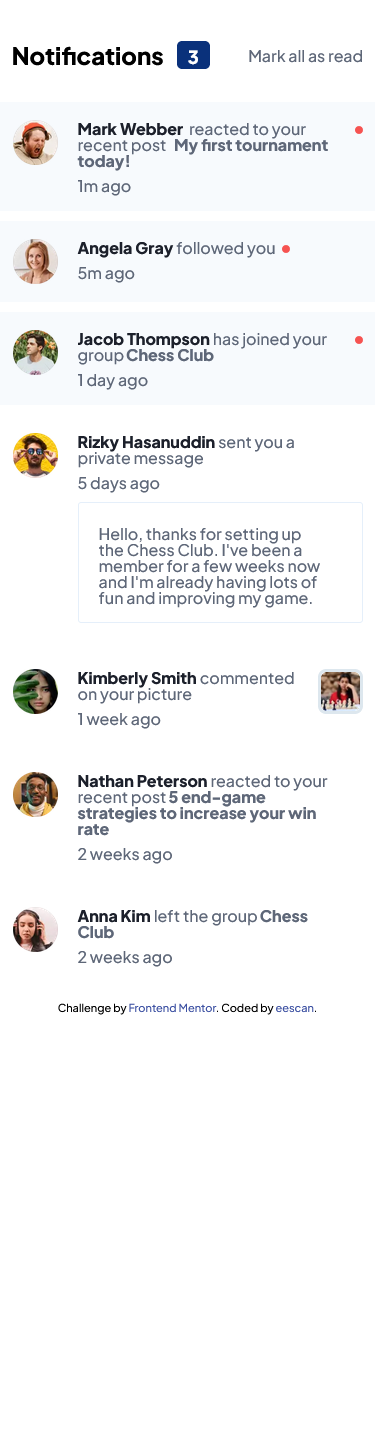 Notifications 3 Mark all as read
Mark Webber reacted to your
recent post My first tournament
today!
1m ago
Angela Gray followed you
5m ago
Jacob Thompson has joined your
group Chess Club
1 day ago
Rizky Hasanuddin sent you a
private message
5 days ago
Hello, thanks for setting up
the Chess Club. I've been a
member for a few weeks now
and I'm already having lots of
fun and improving my game.
Kimberly Smith commented
on your picture
1 week ago
Nathan Peterson reacted to your
recent post 5 end-game
strategies to increase your win
rate
2 weeks ago
Anna Kim left the group Chess
Club
2 weeks ago
Challenge by Frontend Mentor. Coded by eescan.